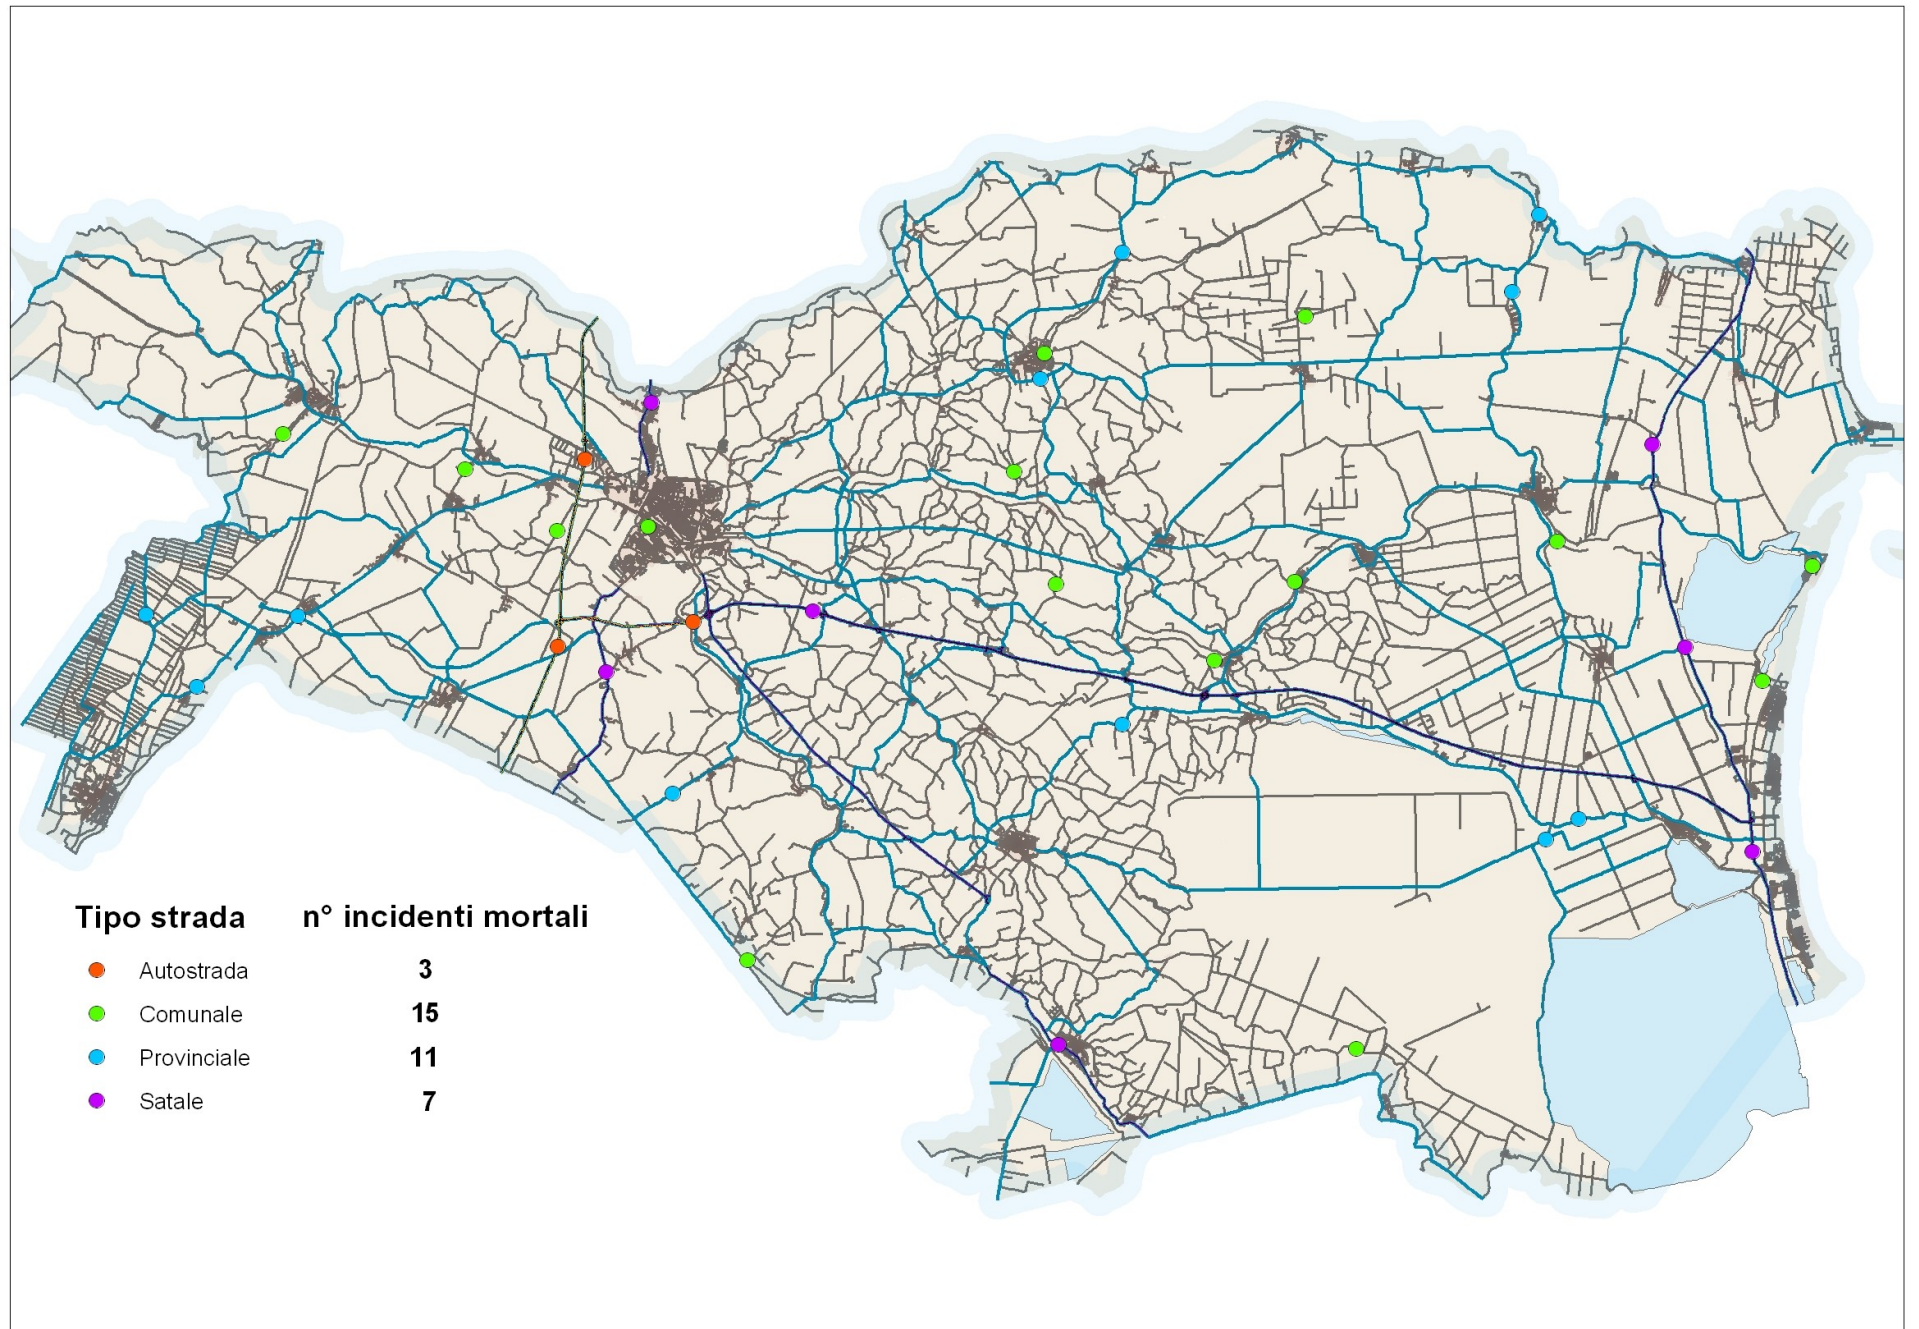 Tipo strada n° incidenti mortali
Autostrada 3
Comunale 15
Provinciale 11
Satale 7